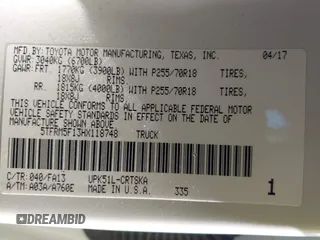 MFD.BY: TOYOTA MOTOR MANUFACTURING, TEXAS, INC. 04/17
GVWR: 3040KG (6700LB)
GAWR: FRT. 1770KG (3900LB) WITH P255/70R18 TIRES,
18X8J RIMS
RR. 1815KG (4000LB) WITH P255/70R18 TIRES,
18X8J RIMS
THIS VEHICLE CONFORMS TO ALL APPLICABLE FEDERAL MOTOR VEHICLE
SAFETY STANDARDS IN EFFECT ON THE DATE OF MANUFACTURE SHOWN ABOVE.
5TFRM5F13HX118748 TRUCK
C/TR: 040/FA13 UPK51L-CRTSKA
A/TM: A03A/A760E MADE IN U.S.A. 335 1
DEALERSHIP